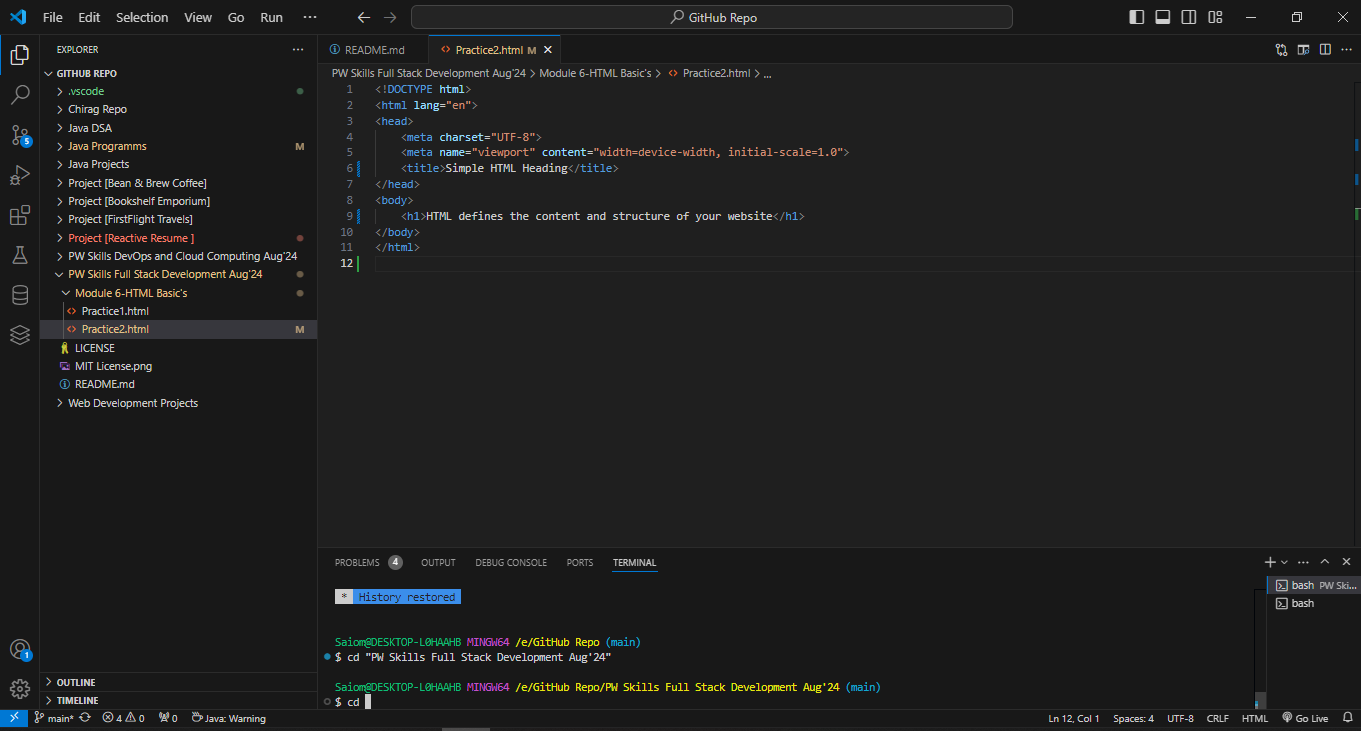 File Edit Selection View Go Run ··· GitHub Repo
EXPLORER
GITHUB REPO
.vscode
Chirag Repo
Java DSA
Java Programms M
Java Projects
Project [Bean & Brew Coffee]
Project [Bookshelf Emporium]
Project [FirstFlight Travels]
Project [Reactive Resume ]
PW Skills DevOps and Cloud Computing Aug'24
PW Skills Full Stack Development Aug'24
Module 6-HTML Basic's
Practice1.html
Practice2.html M
LICENSE
MIT License.png
README.md
Web Development Projects
OUTLINE
TIMELINE
5
1
README.md Practice2.html M
PW Skills Full Stack Development Aug'24 > Module 6-HTML Basic's > Practice2.html > ...
1 <!DOCTYPE html>
2 <html lang="en">
3 <head>
4 <meta charset="UTF-8">
5 <meta name="viewport" content="width=device-width, initial-scale=1.0">
6 <title>Simple HTML Heading</title>
7 </head>
8 <body>
9 <h1>HTML defines the content and structure of your website</h1>
10 </body>
11 </html>
12
PROBLEMS 4 OUTPUT DEBUG CONSOLE PORTS TERMINAL
* History restored
Saiom@DESKTOP-L0HAAHB MINGW64 /e/GitHub Repo (main)
$ cd "PW Skills Full Stack Development Aug'24"
Saiom@DESKTOP-L0HAAHB MINGW64 /e/GitHub Repo/PW Skills Full Stack Development Aug'24 (main)
$ cd
bash PW Ski...
bash
main* 4 0 0 Java: Warning Ln 12, Col 1 Spaces: 4 UTF-8 CRLF HTML Go Live